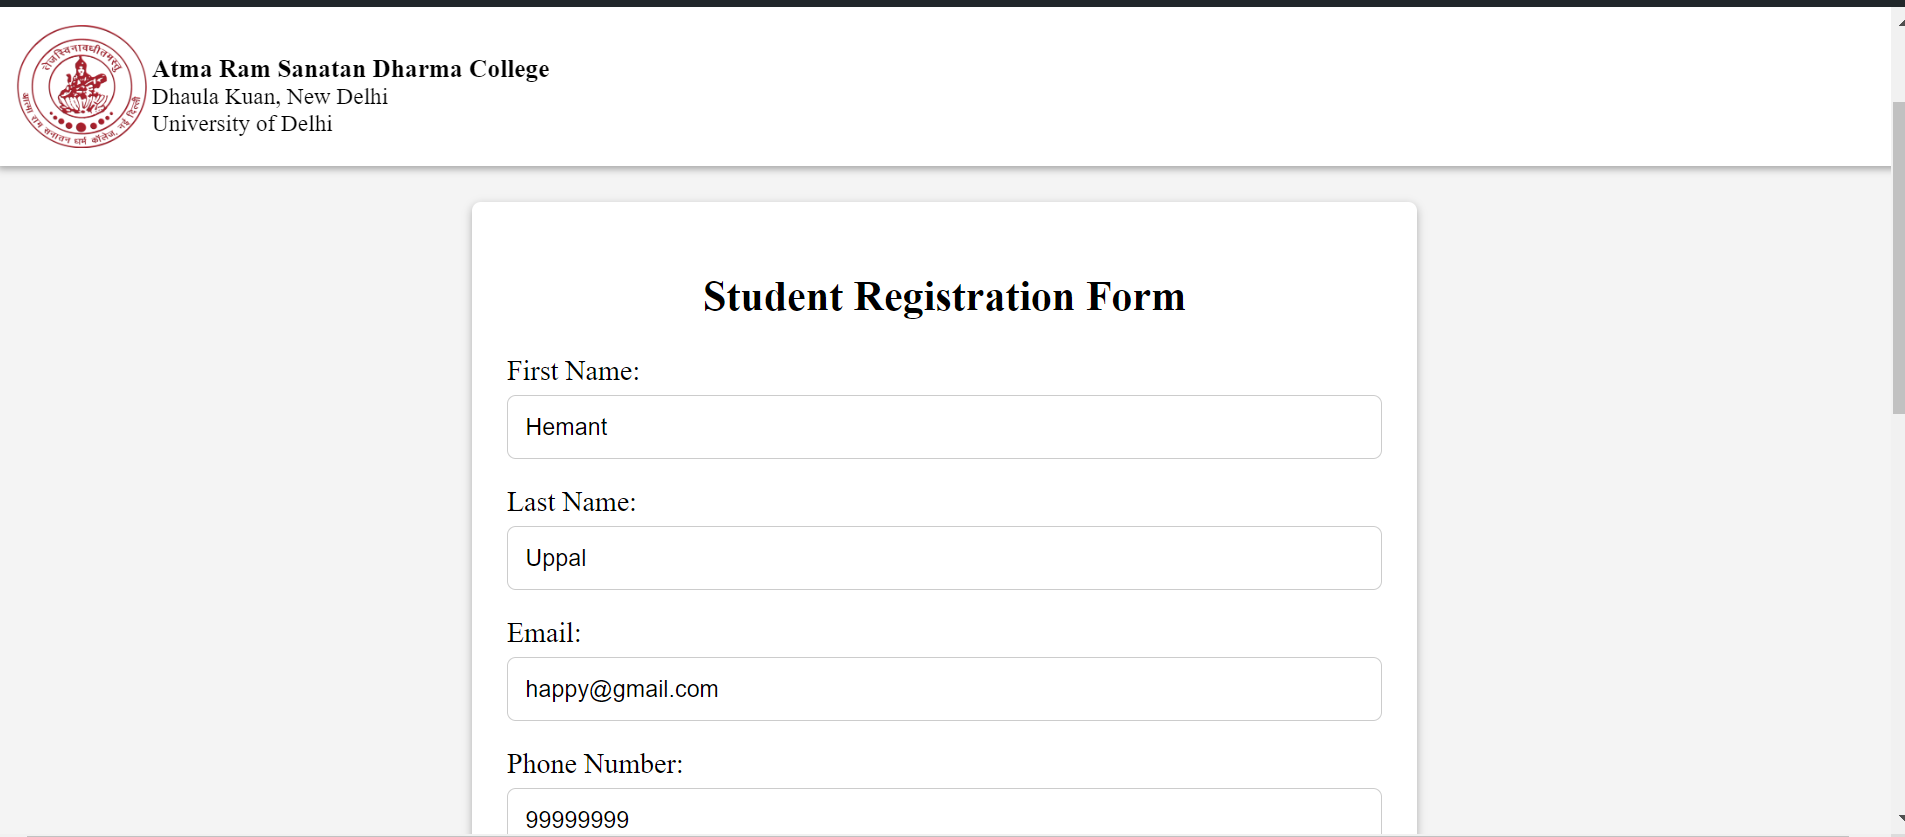 तेजस्विनावधीतमस्तु
आत्मा राम सनातन धर्म कॉलेज, नई दिल्ली
Atma Ram Sanatan Dharma College
Dhaula Kuan, New Delhi
University of Delhi
Student Registration Form
First Name:
Hemant
Last Name:
Uppal
Email:
happy@gmail.com
Phone Number:
99999999